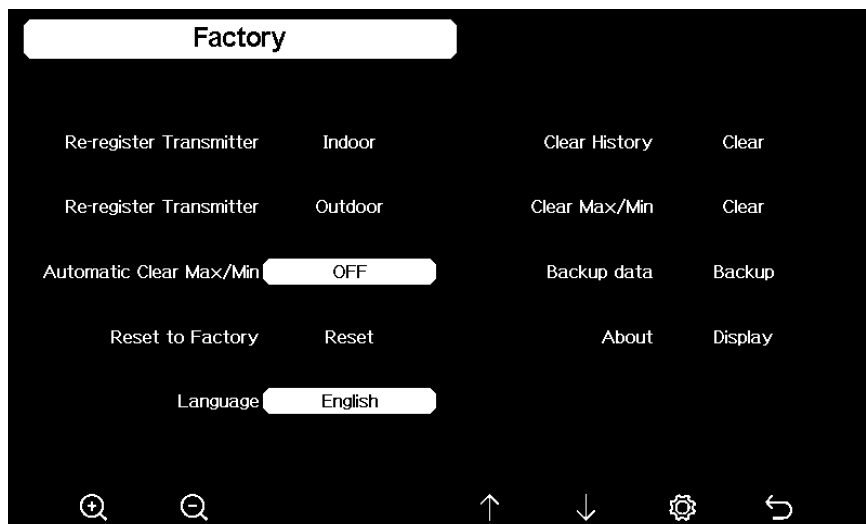 Factory
Re-register Transmitter Indoor Clear History Clear
Re-register Transmitter Outdoor Clear Max/Min Clear
Automatic Clear Max/Min OFF Backup data Backup
Reset to Factory Reset About Display
Language English